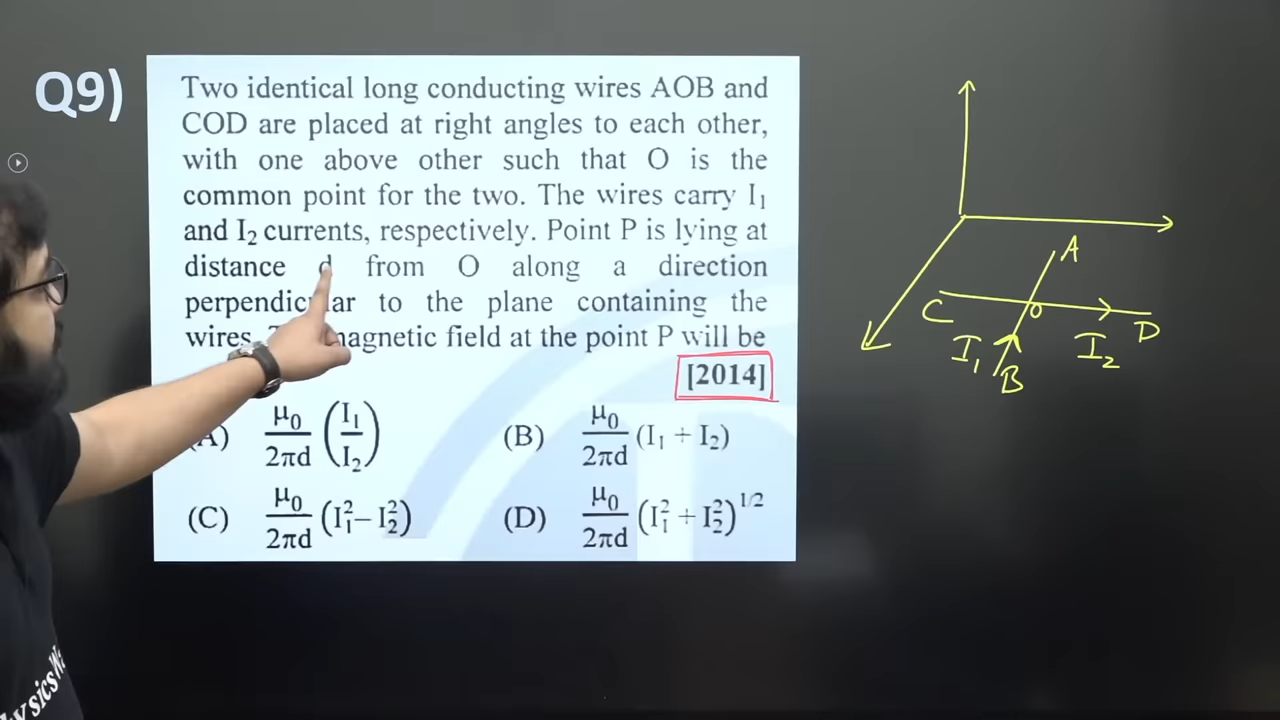 Q9)
Two identical long conducting wires AOB and
COD are placed at right angles to each other,
with one above other such that O is the
common point for the two. The wires carry I₁
and I₂ currents, respectively. Point P is lying at
distance d from O along a direction
to the plane containing the
wires. field at the point P will be
[2014]
A) μ₀/2πd (I₁/I₂)
(B) μ₀/2πd (I₁ + I₂)
(C) μ₀/2πd (I₁² – I₂²)
(D) μ₀/2πd (I₁² + I₂²)^1/2
A
C
O
D
I₁
I₂
B